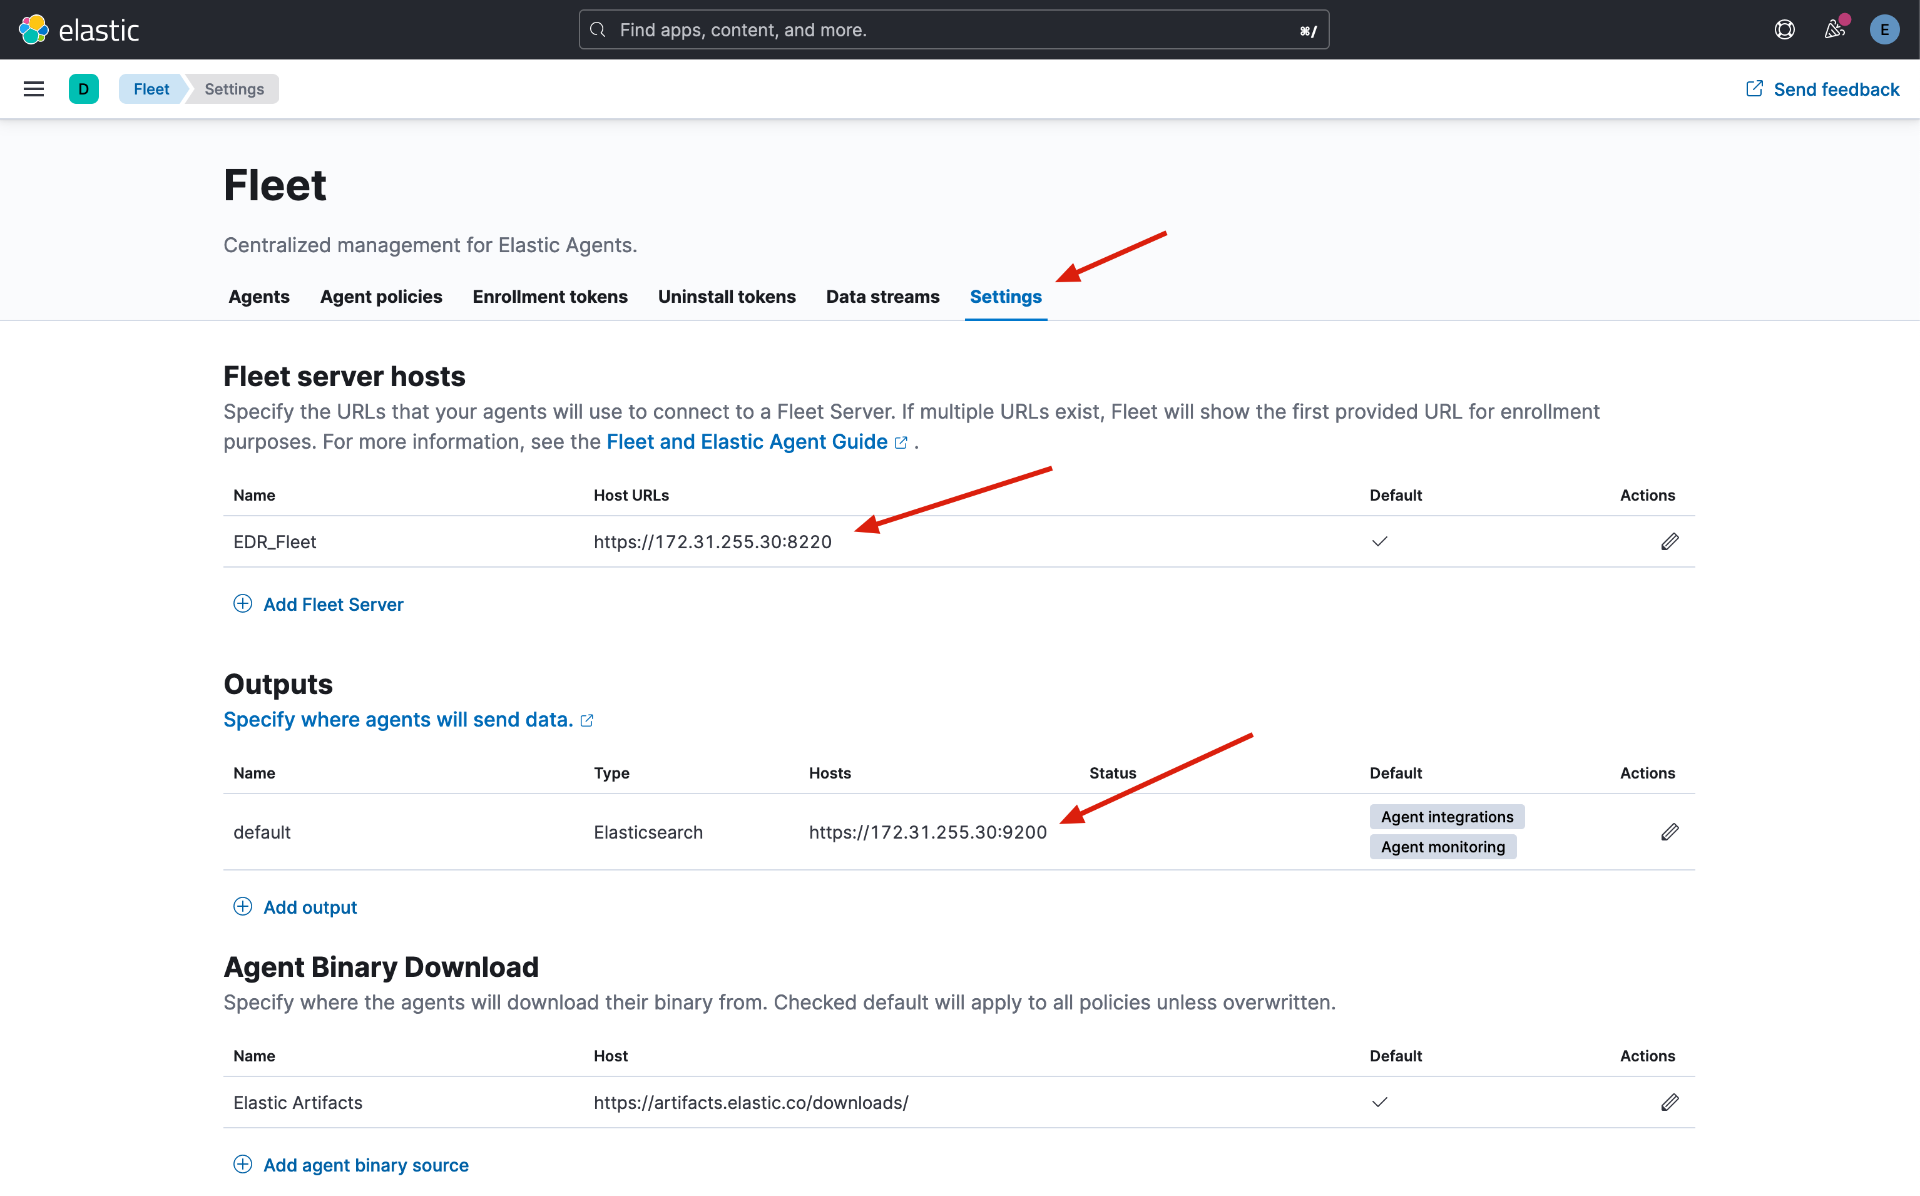 elastic
Find apps, content, and more.
⌘/
E
D
Fleet
Settings
Send feedback
Fleet
Centralized management for Elastic Agents.
Agents
Agent policies
Enrollment tokens
Uninstall tokens
Data streams
Settings
Fleet server hosts
Specify the URLs that your agents will use to connect to a Fleet Server. If multiple URLs exist, Fleet will show the first provided URL for enrollment
purposes. For more information, see the Fleet and Elastic Agent Guide .
Name Host URLs Default Actions
EDR_Fleet https://172.31.255.30:8220
Add Fleet Server
Outputs
Specify where agents will send data.
Name Type Hosts Status Default Actions
default Elasticsearch https://172.31.255.30:9200 Agent integrations
Agent monitoring
Add output
Agent Binary Download
Specify where the agents will download their binary from. Checked default will apply to all policies unless overwritten.
Name Host Default Actions
Elastic Artifacts https://artifacts.elastic.co/downloads/
Add agent binary source